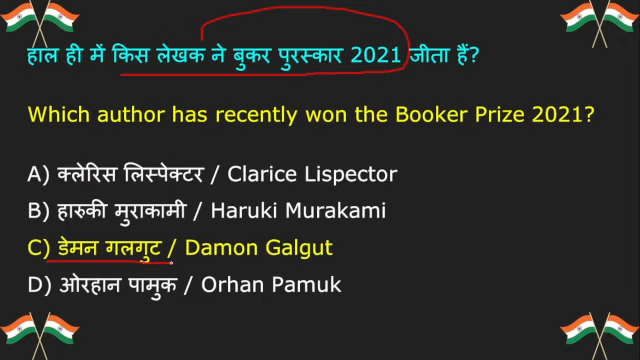 हाल ही में किस लेखक ने बुकर पुरस्कार 2021 जीता हैं?
Which author has recently won the Booker Prize 2021?
A) क्लेरिस लिस्पेक्टर / Clarice Lispector
B) हारुकी मुराकामी / Haruki Murakami
C) डेमन गलगुट / Damon Galgut
D) ओरहान पामुक / Orhan Pamuk